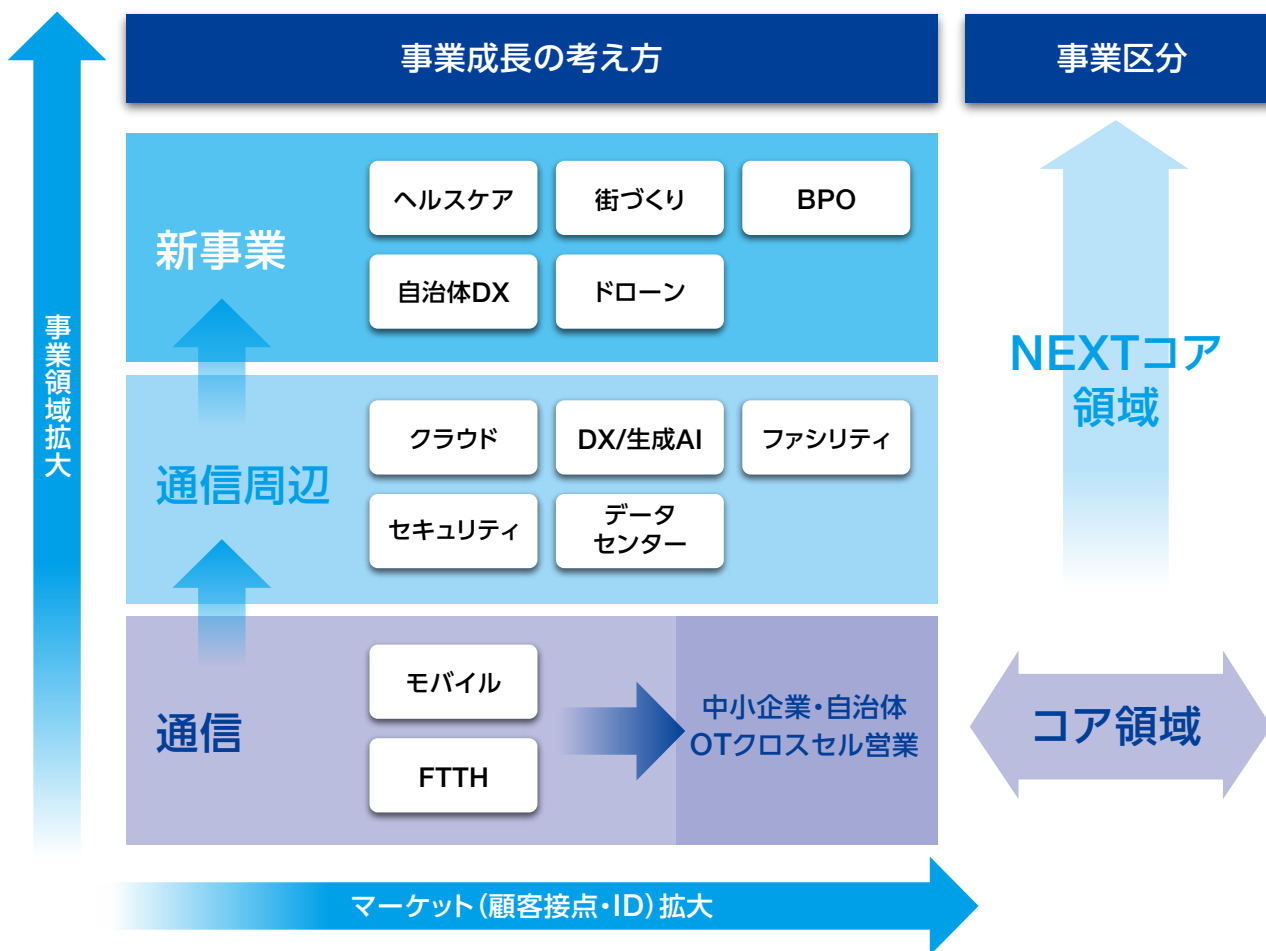 事業成長の考え方
事業区分
事業領域拡大
新事業
ヘルスケア
街づくり
BPO
自治体DX
ドローン
通信周辺
クラウド
DX/生成AI
ファシリティ
セキュリティ
データ
センター
通信
モバイル
FTTH
中小企業・自治体
OTクロスセル営業
NEXTコア
領域
コア領域
マーケット(顧客接点・ID)拡大